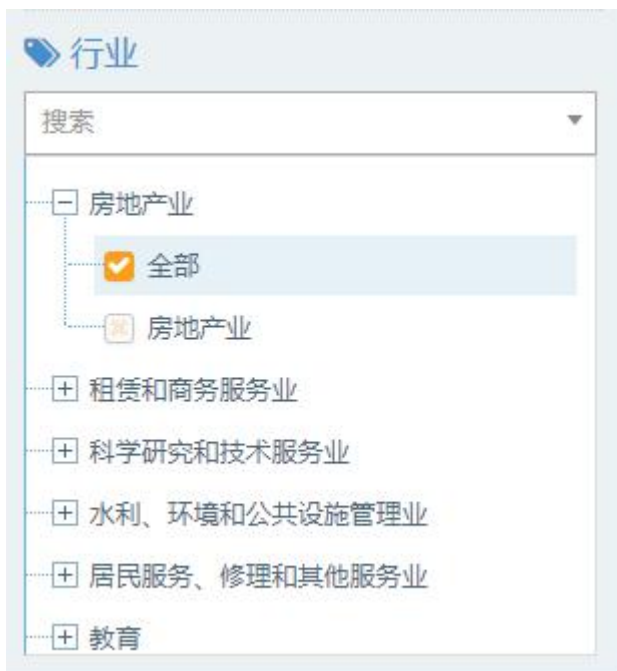 行业
搜索
房地产业
全部
房地产业
租赁和商务服务业
科学研究和技术服务业
水利、环境和公共设施管理业
居民服务、修理和其他服务业
教育